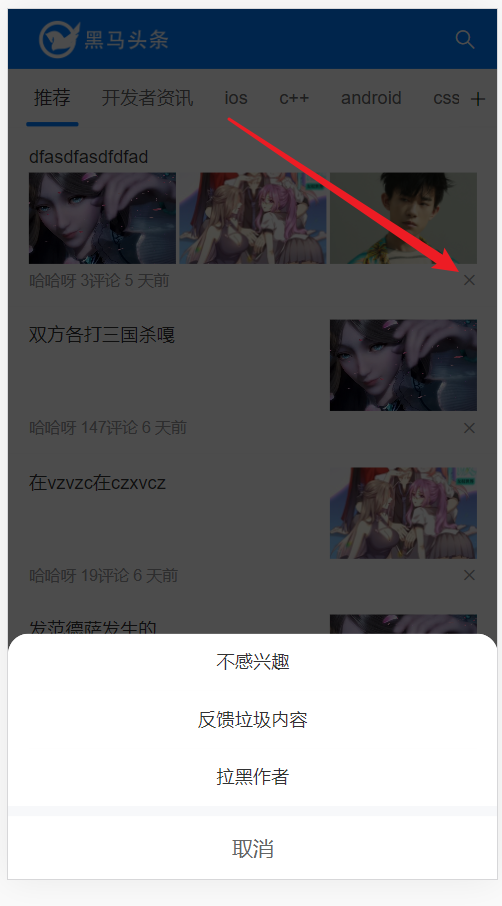 黑马头条
推荐 开发者资讯 ios c++ android css
dfasdfasdfdfad
哈哈呀 3评论 5 天前
双方各打三国杀嘎
哈哈呀 147评论 6 天前
在vzvzc在czxvcz
哈哈呀 19评论 6 天前
发范德萨发生的
不感兴趣
反馈垃圾内容
拉黑作者
取消